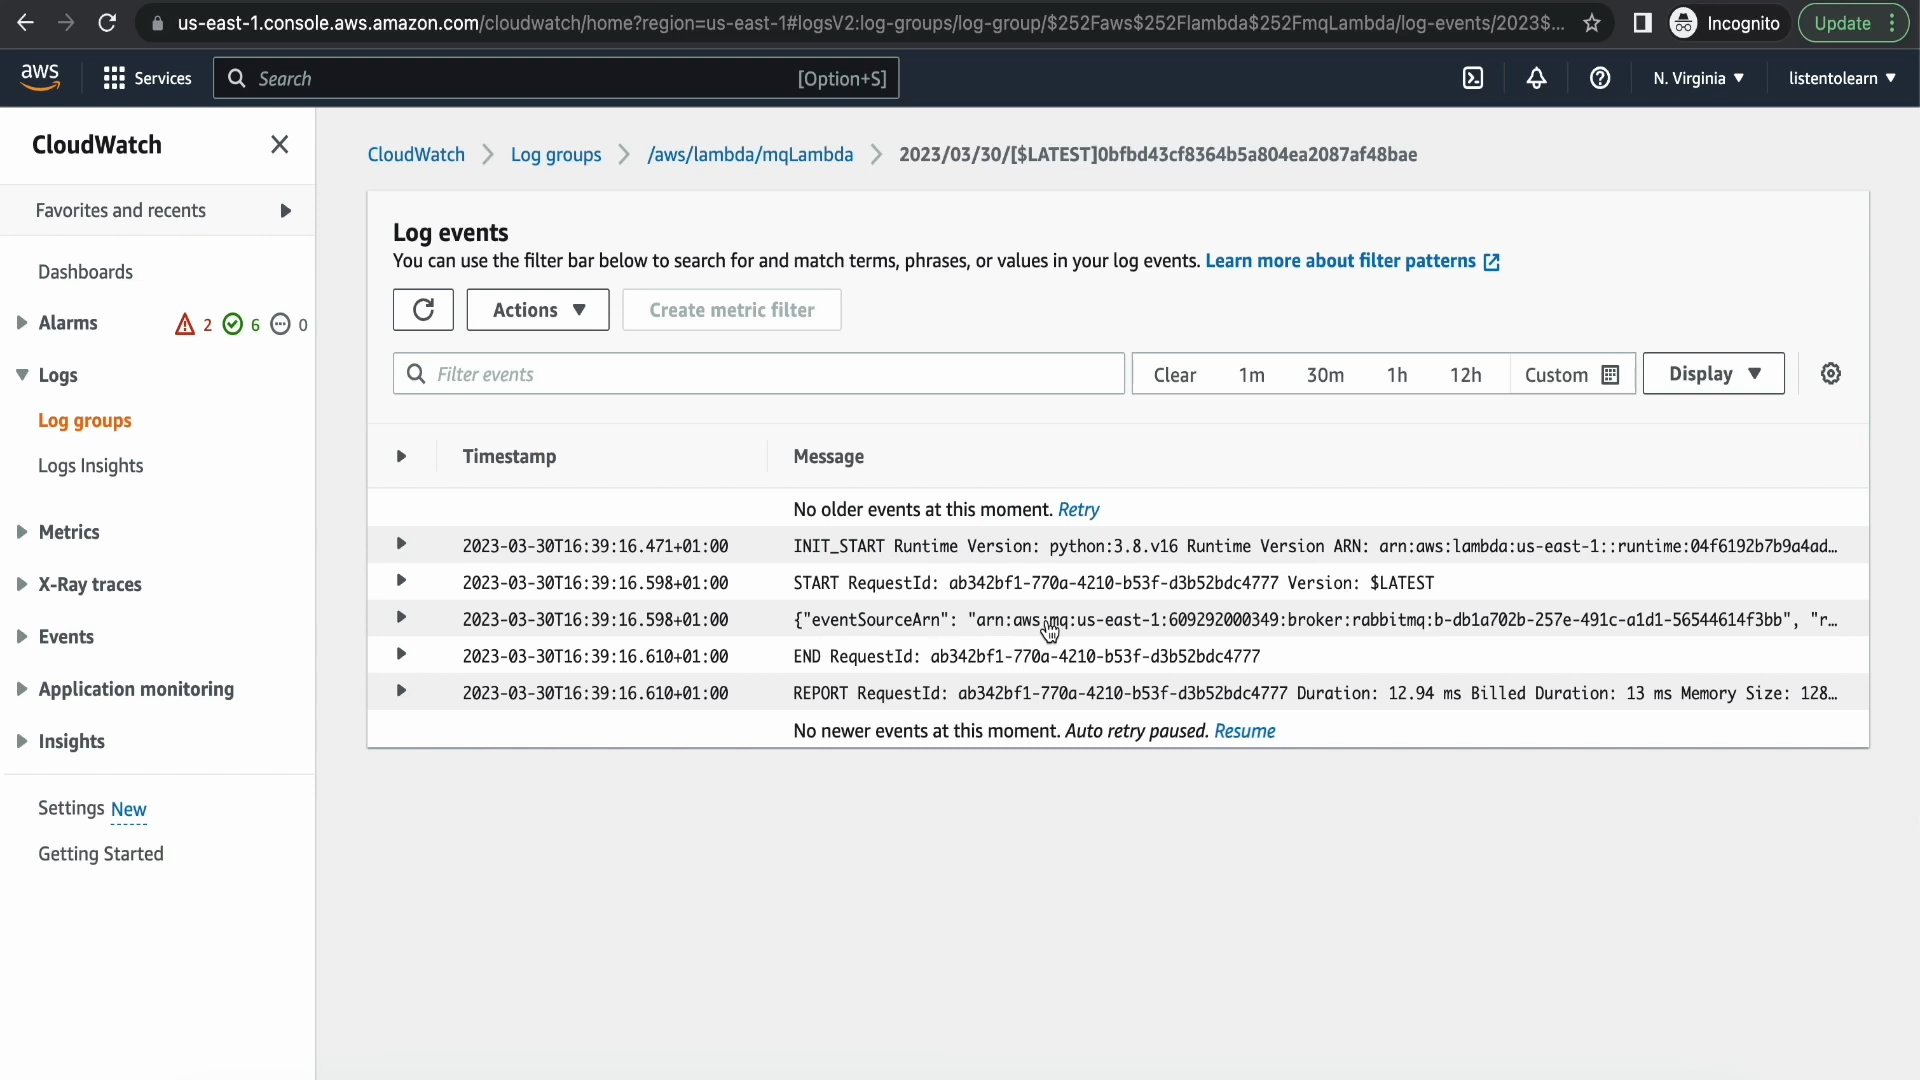 us-east-1.console.aws.amazon.com/cloudwatch/home?region=us-east-1#logsV2:log-groups/log-group/$252Faws$252Flambda$252FmqLambda/log-events/2023$...
Incognito
Update
aws
Services
Search
[Option+S]
N. Virginia
listentolearn
CloudWatch
Favorites and recents
Dashboards
Alarms 2 6 0
Logs
Log groups
Logs Insights
Metrics
X-Ray traces
Events
Application monitoring
Insights
Settings New
Getting Started
CloudWatch Log groups /aws/lambda/mqLambda 2023/03/30/[$LATEST]0bfbd43cf8364b5a804ea2087af48bae
Log events
You can use the filter bar below to search for and match terms, phrases, or values in your log events. Learn more about filter patterns
Actions Create metric filter
Filter events Clear 1m 30m 1h 12h Custom Display
Timestamp Message
No older events at this moment. Retry
2023-03-30T16:39:16.471+01:00 INIT_START Runtime Version: python:3.8.v16 Runtime Version ARN: arn:aws:lambda:us-east-1::runtime:04f6192b7b9a4ad…
2023-03-30T16:39:16.598+01:00 START RequestId: ab342bf1-770a-4210-b53f-d3b52bdc4777 Version: $LATEST
2023-03-30T16:39:16.598+01:00 {"eventSourceArn": "arn:aws:mq:us-east-1:609292000349:broker:rabbitmq:b-db1a702b-257e-491c-a1d1-56544614f3bb", "r…
2023-03-30T16:39:16.610+01:00 END RequestId: ab342bf1-770a-4210-b53f-d3b52bdc4777
2023-03-30T16:39:16.610+01:00 REPORT RequestId: ab342bf1-770a-4210-b53f-d3b52bdc4777 Duration: 12.94 ms Billed Duration: 13 ms Memory Size: 128…
No newer events at this moment. Auto retry paused. Resume